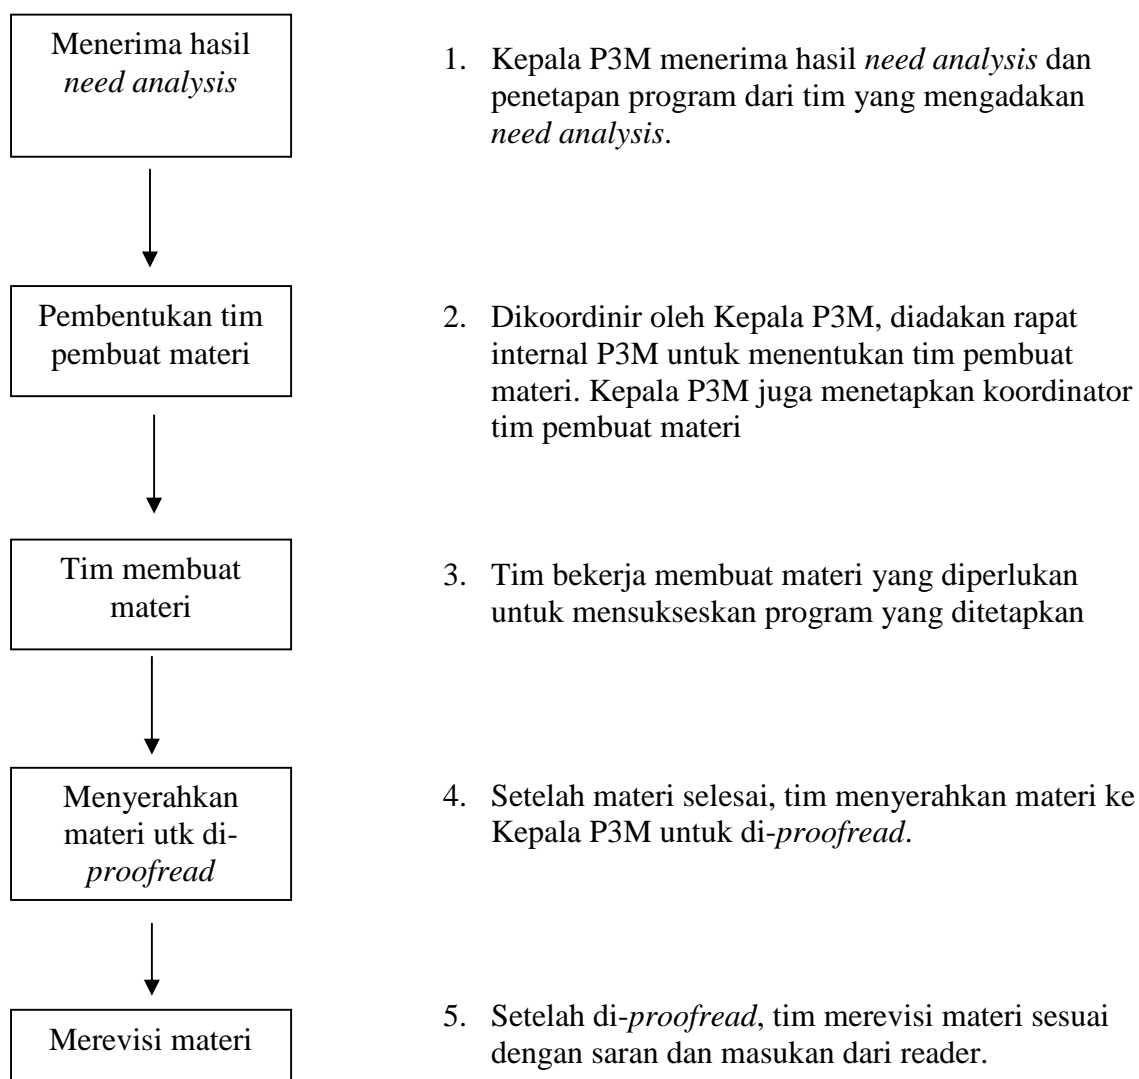 Menerima hasil
need analysis
1. Kepala P3M menerima hasil need analysis dan
penetapan program dari tim yang mengadakan
need analysis.
Pembentukan tim
pembuat materi
2. Dikoordinir oleh Kepala P3M, diadakan rapat
internal P3M untuk menentukan tim pembuat
materi. Kepala P3M juga menetapkan koordinator
tim pembuat materi
Tim membuat
materi
3. Tim bekerja membuat materi yang diperlukan
untuk mensukseskan program yang ditetapkan
Menyerahkan
materi utk di-
proofread
4. Setelah materi selesai, tim menyerahkan materi ke
Kepala P3M untuk di-proofread.
Merevisi materi
5. Setelah di-proofread, tim merevisi materi sesuai
dengan saran dan masukan dari reader.